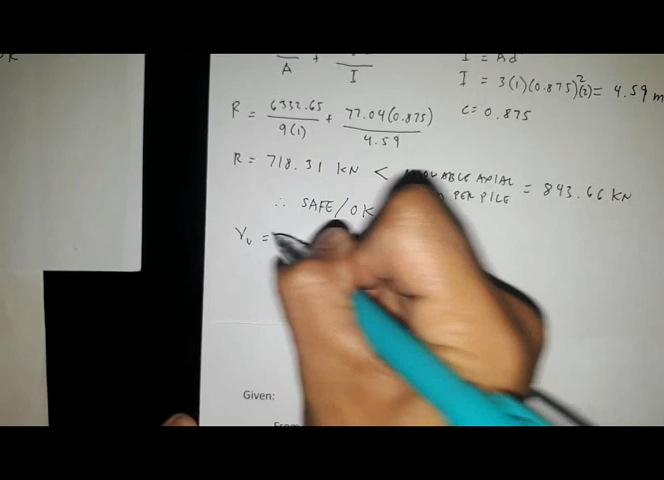 K
A + I
I = Ad
I = 3(1)(0.875)²(2) = 4.59 m
R = 6332.65 / 9(1) + 77.04(0.875) / 4.59
C = 0.875
R = 718.31 KN < AXIAL PER PILE = 843.66 KN
∴ SAFE/OK
Vu =
Given: